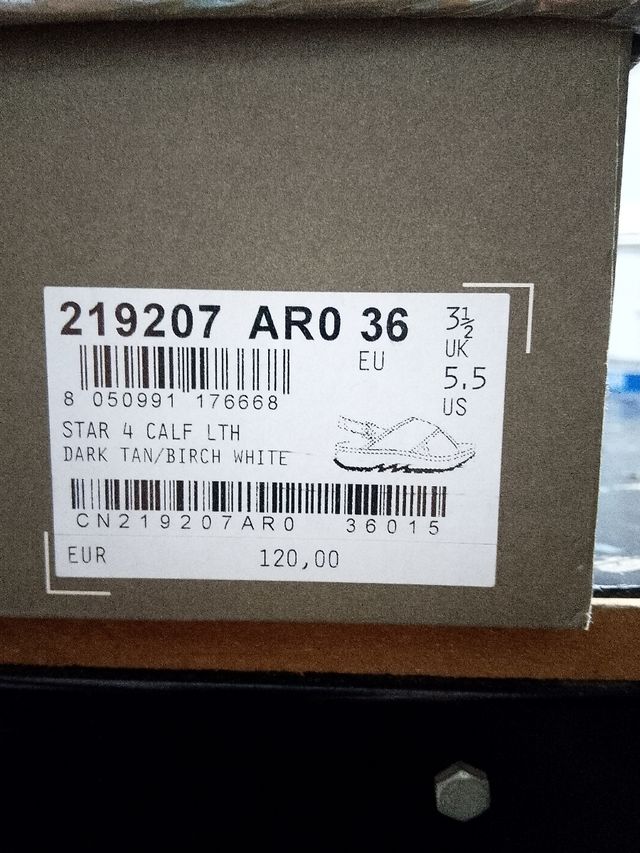 219207 AR0 36
EU
3½
UK
5.5
US
8 050991 176668
STAR 4 CALF LTH
DARK TAN/BIRCH WHITE
CN219207AR0 36015
EUR 120,00